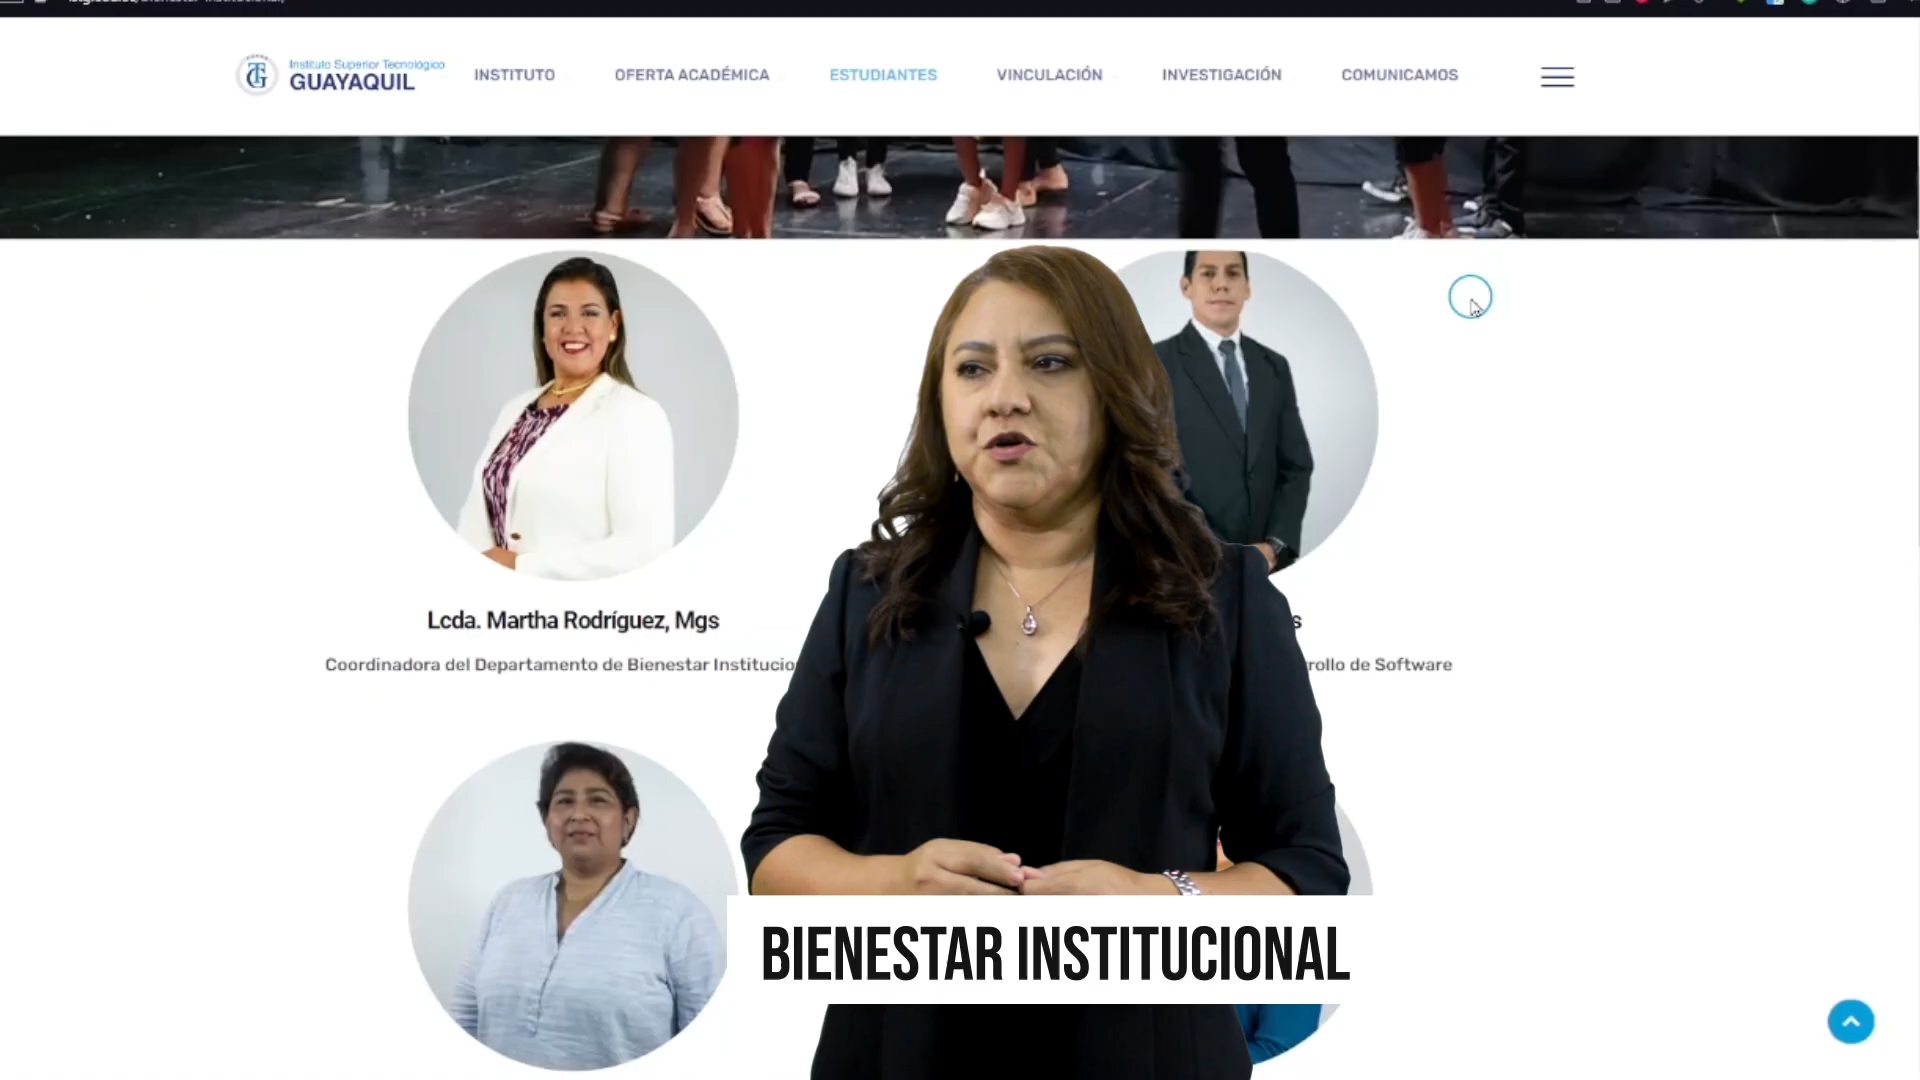 Instituto Superior Tecnológico
GUAYAQUIL
INSTITUTO
OFERTA ACADÉMICA
ESTUDIANTES
VINCULACIÓN
INVESTIGACIÓN
COMUNICAMOS
Lcda. Martha Rodríguez, Mgs
Coordinadora del Departamento de Bienestar Institucio
rollo de Software
BIENESTAR INSTITUCIONAL